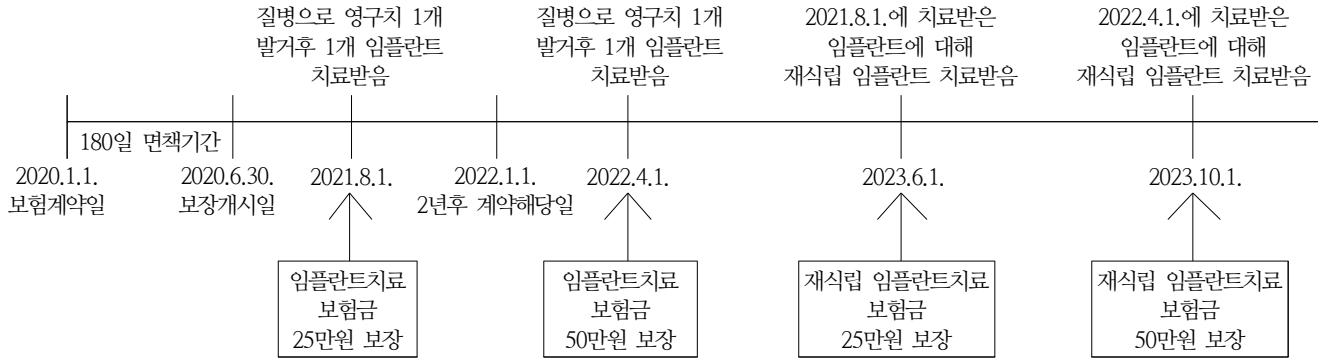 질병으로 영구치 1개
발거후 1개 임플란트
치료받음
질병으로 영구치 1개
발거후 1개 임플란트
치료받음
2021.8.1.에 치료받은
임플란트에 대해
재식립 임플란트 치료받음
2022.4.1.에 치료받은
임플란트에 대해
재식립 임플란트 치료받음
180일 면책기간
2020.1.1.
보험계약일
2020.6.30.
보장개시일
2021.8.1.
2022.1.1.
2년후 계약해당일
2022.4.1.
2023.6.1.
2023.10.1.
임플란트치료
보험금
25만원 보장
임플란트치료
보험금
50만원 보장
재식립 임플란트치료
보험금
25만원 보장
재식립 임플란트치료
보험금
50만원 보장